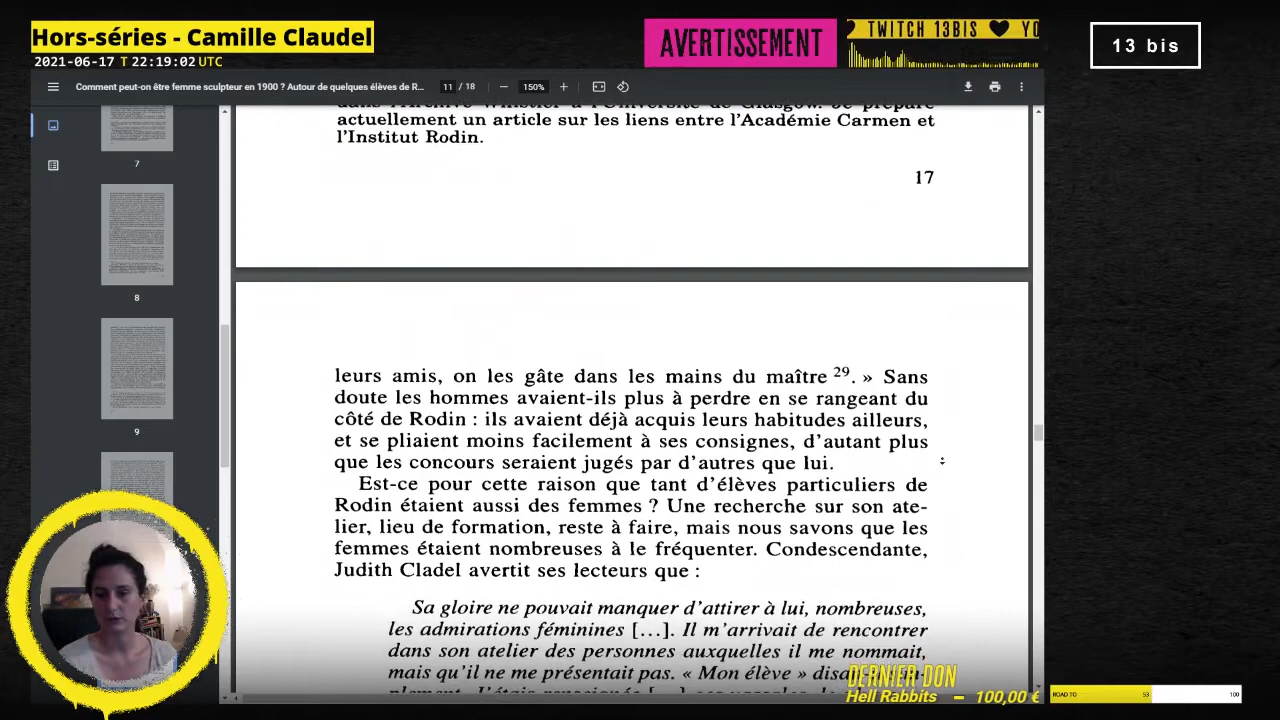 Hors-séries - Camille Claudel
2021-06-17 T 22:19:02 UTC
AVERTISSEMENT
TWITCH 13BIS ♥ YO
13 bis
Comment peut-on être femme sculpteur en 1900 ? Autour de quelques élèves de R...
11 / 18
150%
7
8
9
actuellement un article sur les liens entre l'Académie Carmen et
l'Institut Rodin.
17
leurs amis, on les gâte dans les mains du maître 29. » Sans
doute les hommes avaient-ils plus à perdre en se rangeant du
côté de Rodin : ils avaient déjà acquis leurs habitudes ailleurs,
et se pliaient moins facilement à ses consignes, d'autant plus
que les concours seraient jugés par d'autres que lui.
Est-ce pour cette raison que tant d'élèves particuliers de
Rodin étaient aussi des femmes ? Une recherche sur son ate-
lier, lieu de formation, reste à faire, mais nous savons que les
femmes étaient nombreuses à le fréquenter. Condescendante,
Judith Cladel avertit ses lecteurs que :
Sa gloire ne pouvait manquer d'attirer à lui, nombreuses,
les admirations féminines [...]. Il m'arrivait de rencontrer
dans son atelier des personnes auxquelles il me nommait,
mais qu'il ne me présentait pas. « Mon élève »
DERNIER DON
Hell Rabbits – 100,00 €
ROAD TO
53
100